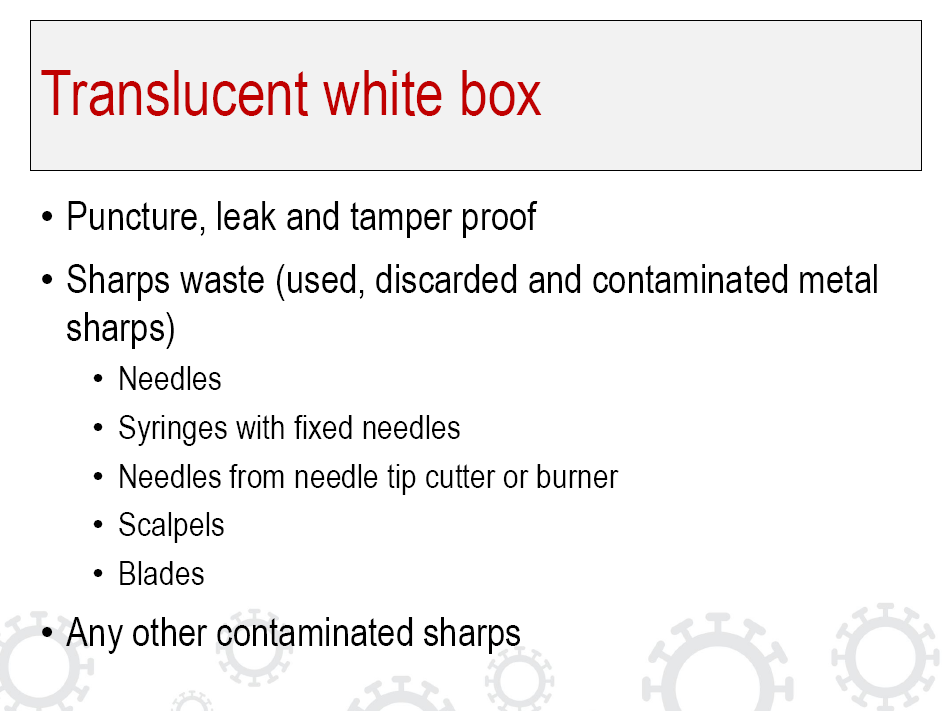 Translucent white box
• Puncture, leak and tamper proof
• Sharps waste (used, discarded and contaminated metal
sharps)
• Needles
• Syringes with fixed needles
• Needles from needle tip cutter or burner
• Scalpels
• Blades
• Any other contaminated sharps